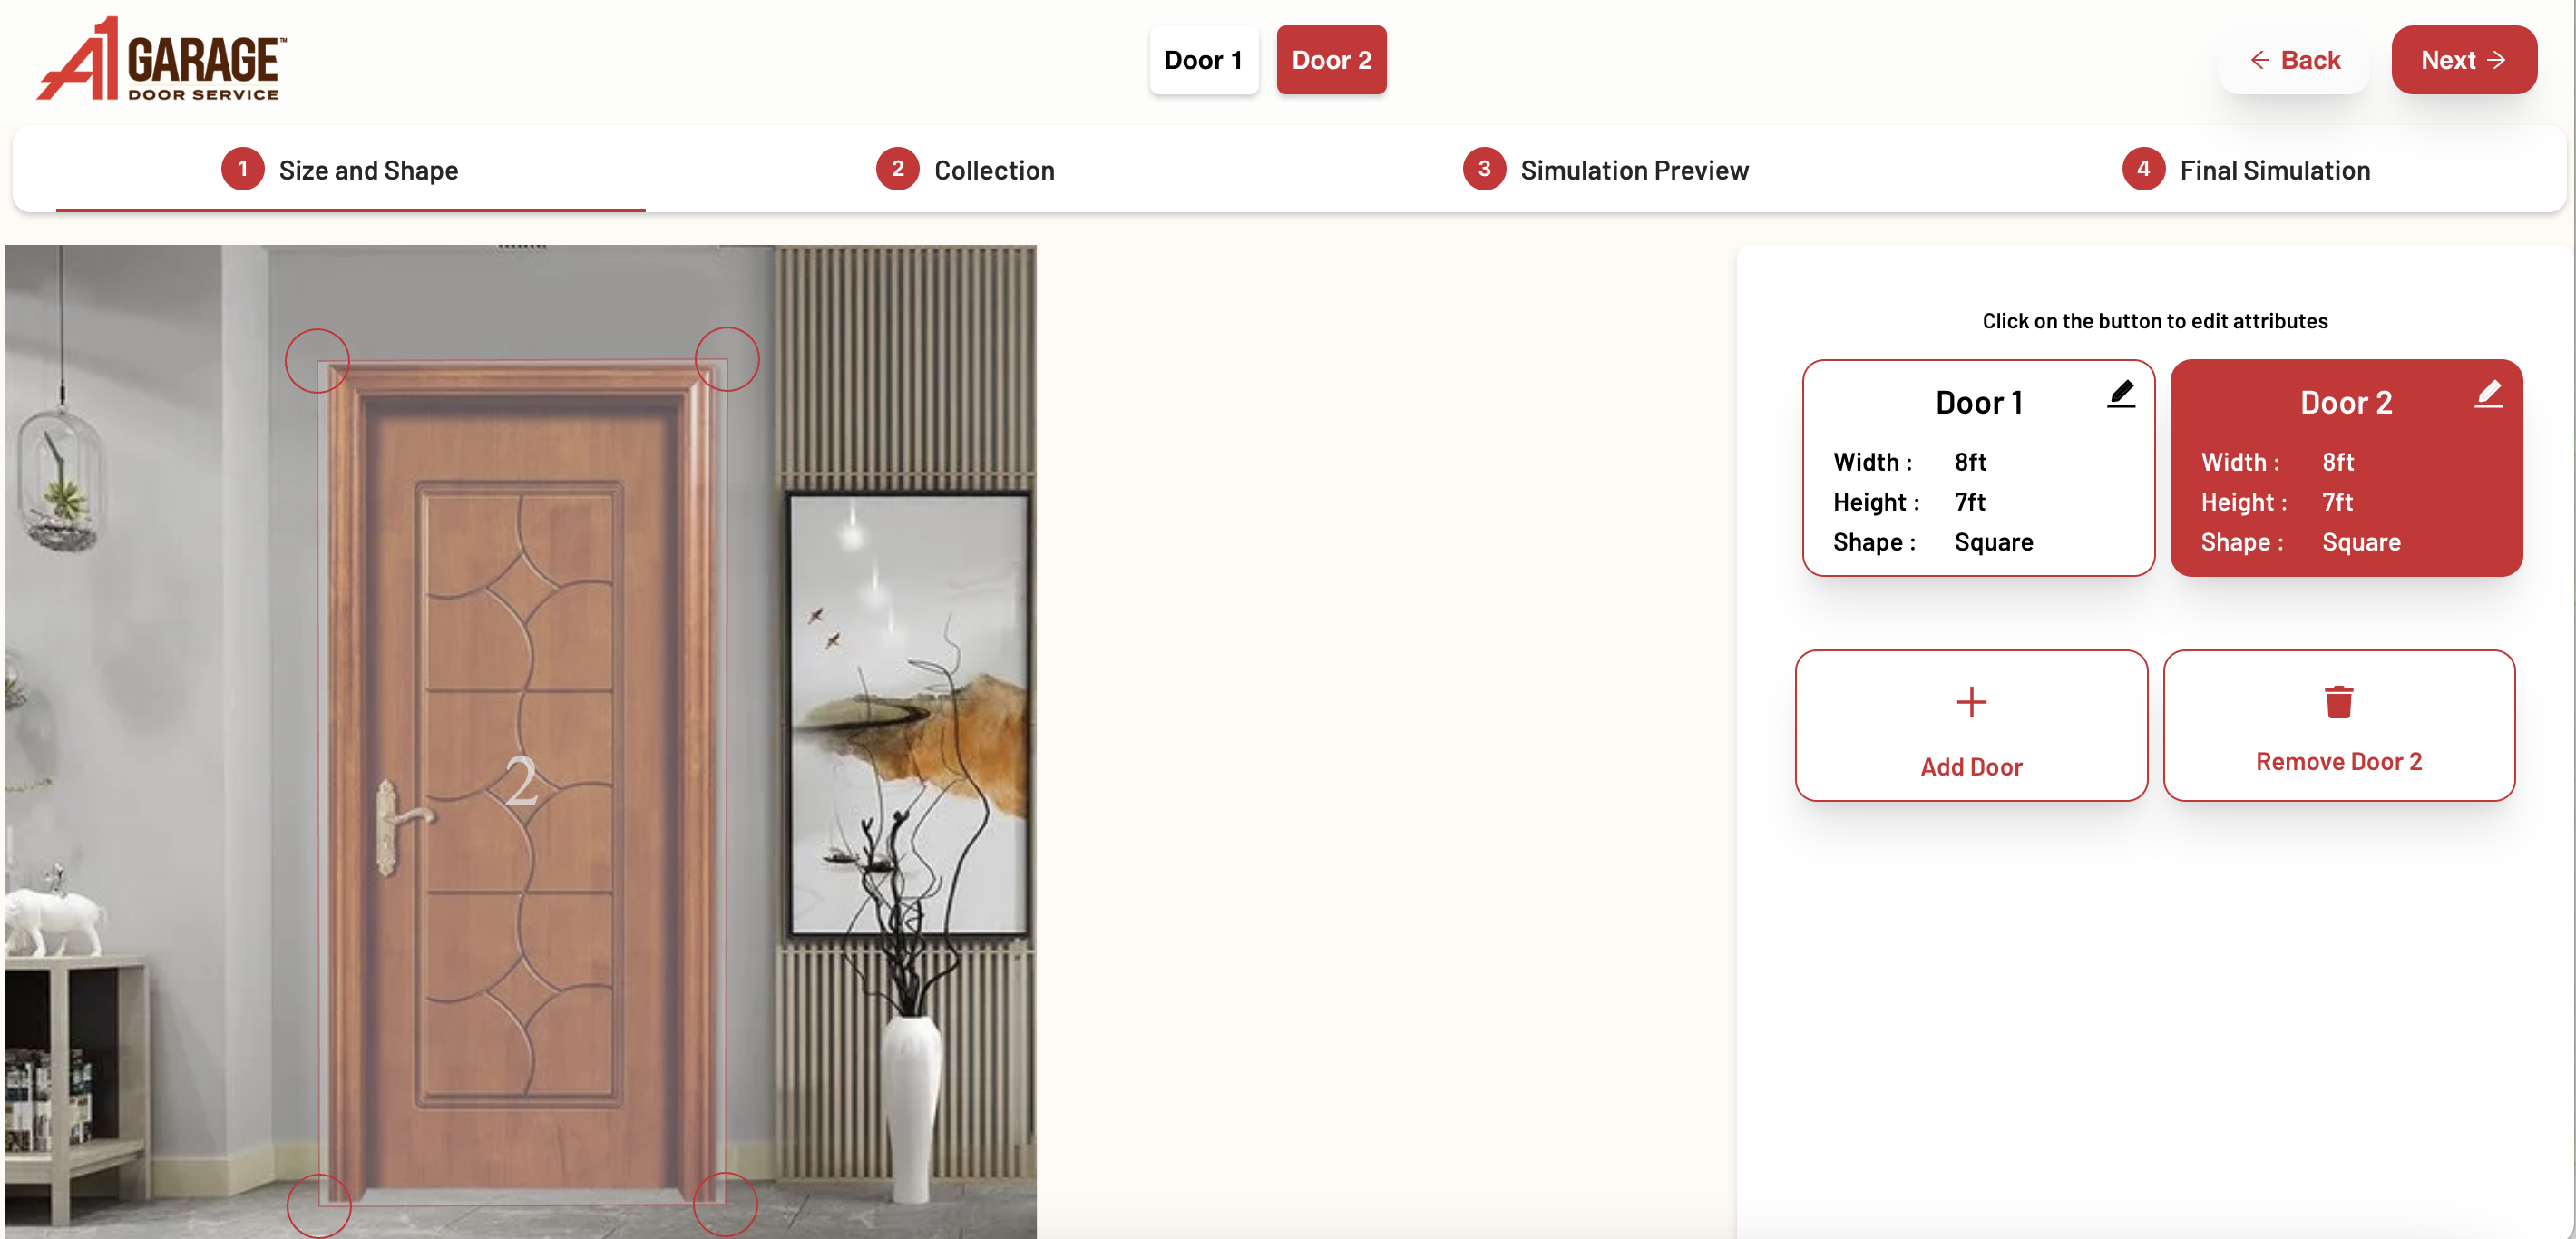 A1 GARAGE™
DOOR SERVICE
Door 1
Door 2
← Back
Next →
1 Size and Shape
2 Collection
3 Simulation Preview
4 Final Simulation
Click on the button to edit attributes
Door 1
Width : 8ft
Height : 7ft
Shape : Square
Door 2
Width : 8ft
Height : 7ft
Shape : Square
2
Add Door
Remove Door 2